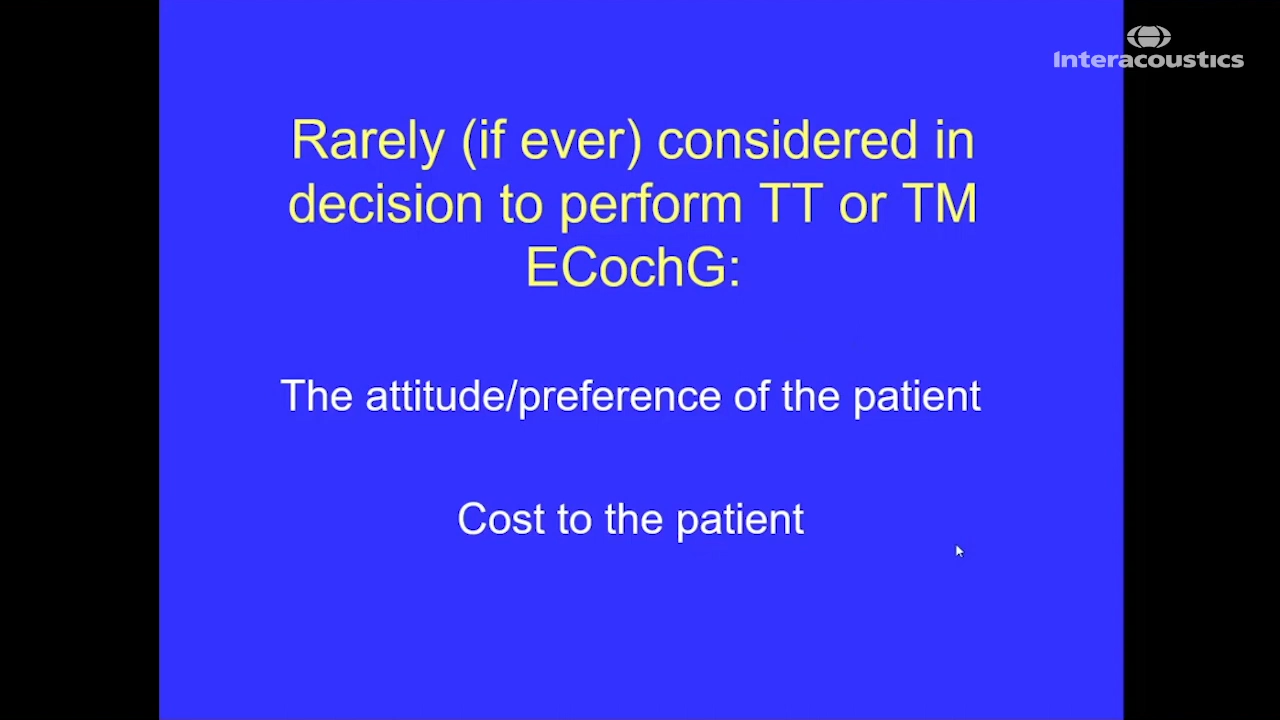 Interacoustics
Rarely (if ever) considered in
decision to perform TT or TM
ECochG:
The attitude/preference of the patient
Cost to the patient